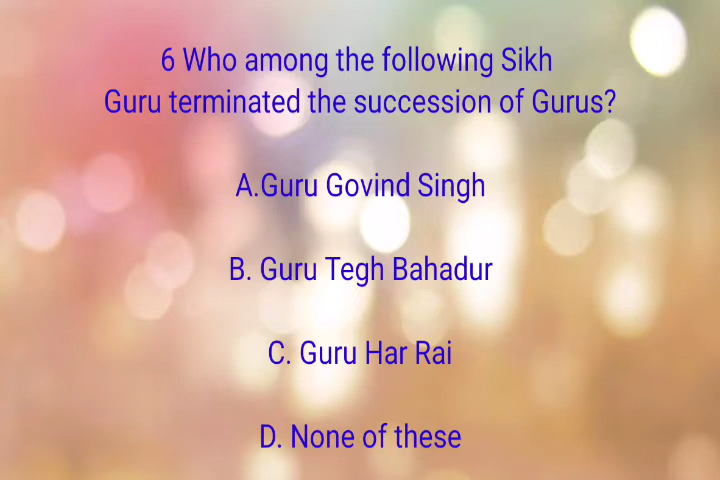 6 Who among the following Sikh
Guru terminated the succession of Gurus?
A.Guru Govind Singh
B. Guru Tegh Bahadur
C. Guru Har Rai
D. None of these